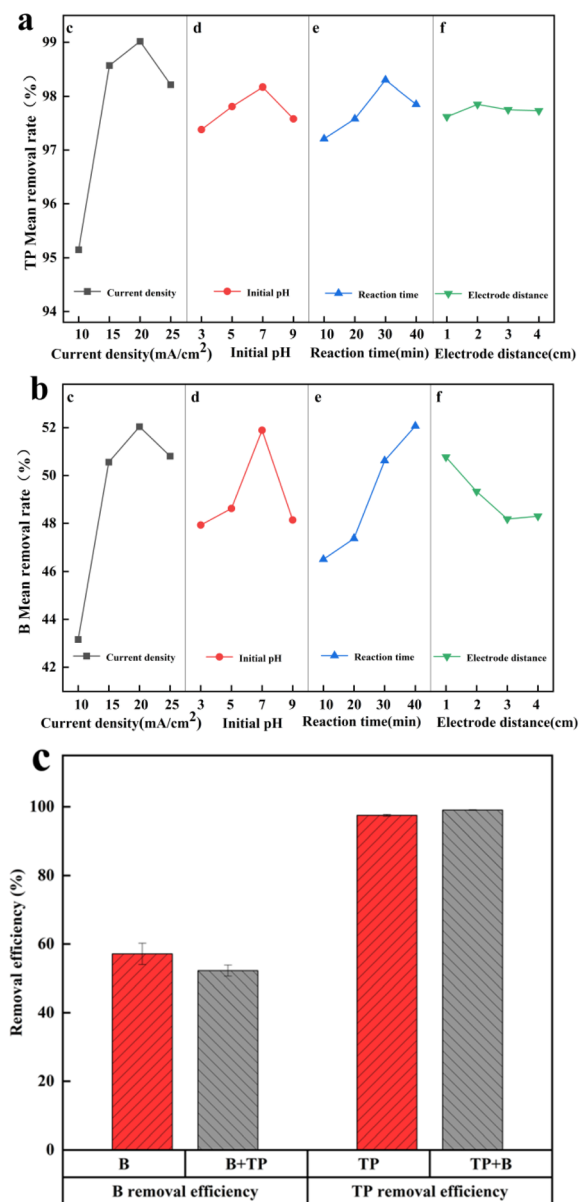 a
c d e f
99
98
97
96
95
94
TP Mean removal rate（%）
Current density Initial pH Reaction time Electrode distance
10 15 20 25 3 5 7 9 10 20 30 40 1 2 3 4
Current density(mA/cm²) Initial pH Reaction time(min) Electrode distance(cm)
b
c d e f
52
50
48
46
44
42
B Mean removal rate（%）
Current density Initial pH Reaction time Electrode distance
10 15 20 25 3 5 7 9 10 20 30 40 1 2 3 4
Current density(mA/cm²) Initial pH Reaction time(min) Electrode distance(cm)
c
100
80
60
40
20
0
Removal efficiency (%)
B B+TP TP TP+B
B removal efficiency TP removal efficiency